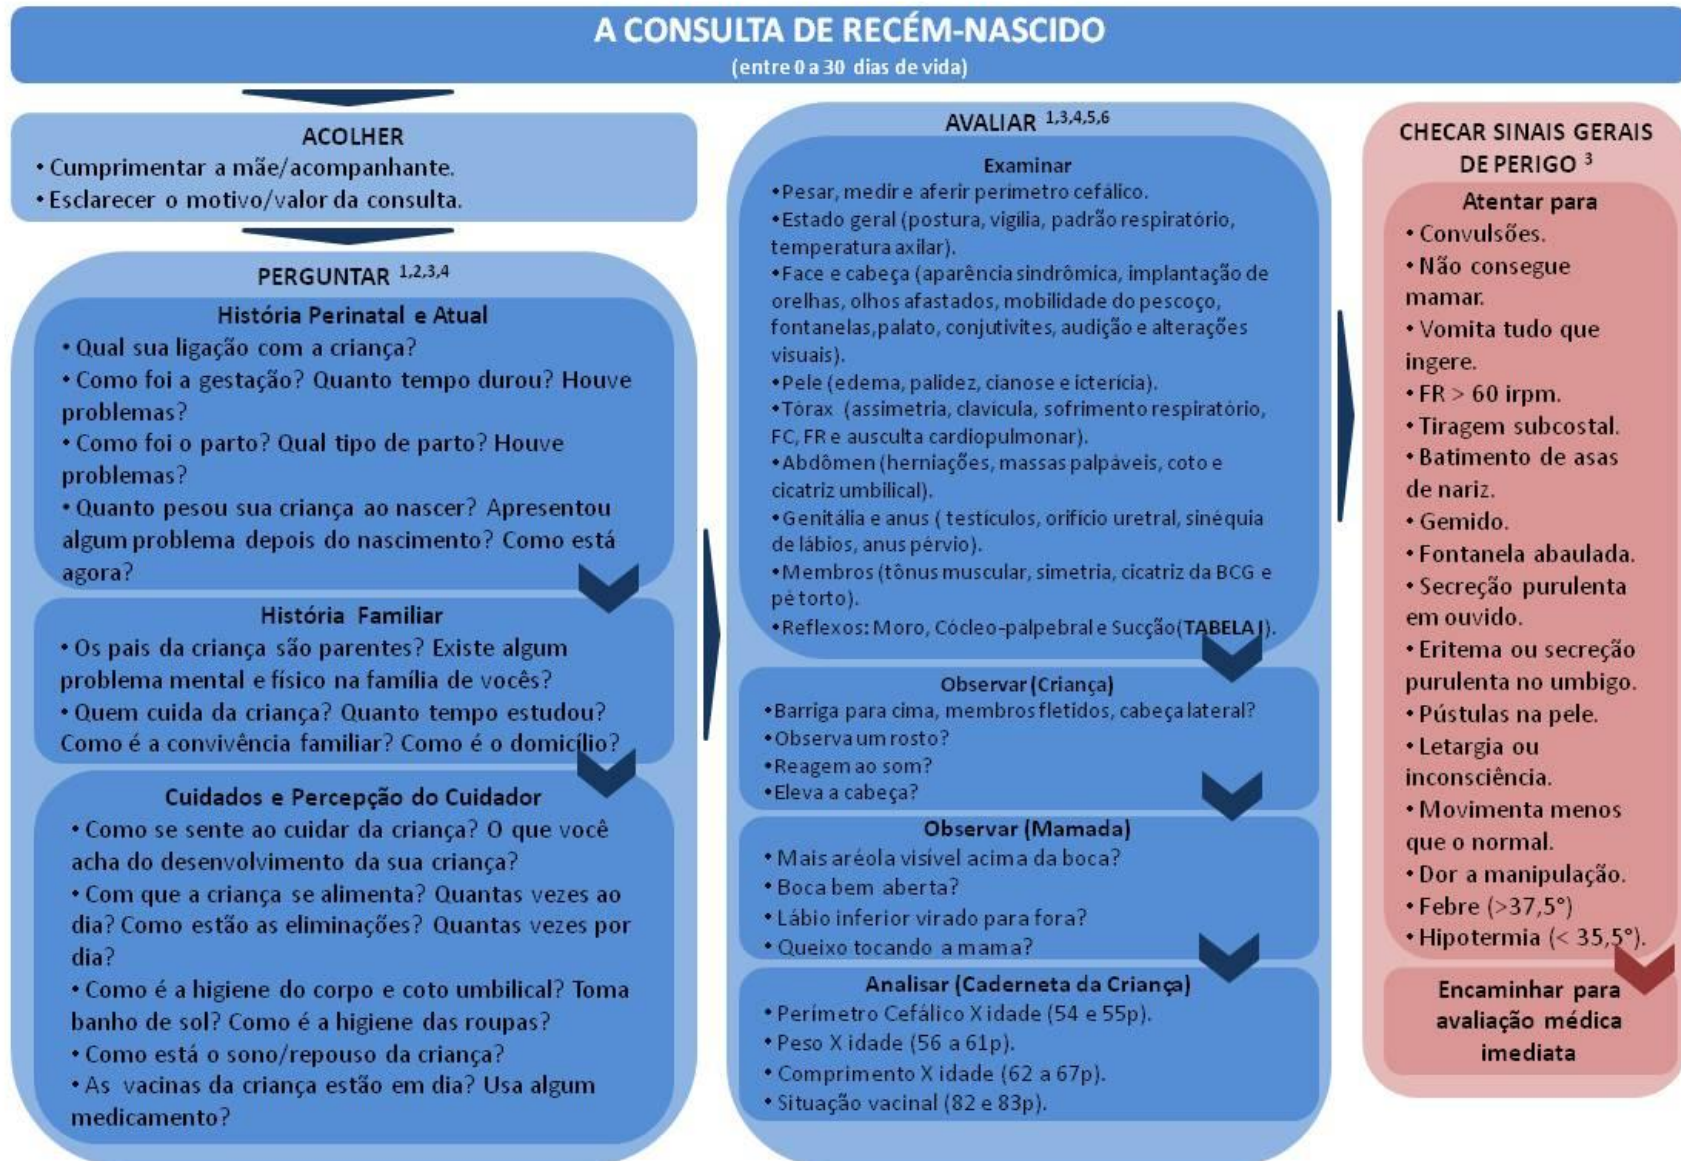 A CONSULTA DE RECÉM-NASCIDO
(entre 0 a 30 dias de vida)
ACOLHER
• Cumprimentar a mãe/acompanhante.
• Esclarecer o motivo/valor da consulta.
PERGUNTAR 1,2,3,4
História Perinatal e Atual
• Qual sua ligação com a criança?
• Como foi a gestação? Quanto tempo durou? Houve
problemas?
• Como foi o parto? Qual tipo de parto? Houve
problemas?
• Quanto pesou sua criança ao nascer? Apresentou
algum problema depois do nascimento? Como está
agora?
História Familiar
• Os pais da criança são parentes? Existe algum
problema mental e físico na família de vocês?
• Quem cuida da criança? Quanto tempo estudou?
Como é a convivência familiar? Como é o domicílio?
Cuidados e Percepção do Cuidador
• Como se sente ao cuidar da criança? O que você
acha do desenvolvimento da sua criança?
• Com que a criança se alimenta? Quantas vezes ao
dia? Como estão as eliminações? Quantas vezes por
dia?
• Como é a higiene do corpo e coto umbilical? Toma
banho de sol? Como é a higiene das roupas?
• Como está o sono/repouso da criança?
• As vacinas da criança estão em dia? Usa algum
medicamento?
AVALIAR 1,3,4,5,6
Examinar
•Pesar, medir e aferir perímetro cefálico.
•Estado geral (postura, vigília, padrão respiratório,
temperatura axilar).
•Face e cabeça (aparência sindrômica, implantação de
orelhas, olhos afastados, mobilidade do pescoço,
fontanelas,palato, conjutivites, audição e alterações
visuais).
•Pele (edema, palidez, cianose e icterícia).
•Tórax (assimetria, clavícula, sofrimento respiratório,
FC, FR e ausculta cardiopulmonar).
•Abdômen (herniações, massas palpáveis, coto e
cicatriz umbilical).
•Genitália e anus ( testículos, orifício uretral, sinéquia
de lábios, anus pérvio).
•Membros (tônus muscular, simetria, cicatriz da BCG e
pé torto).
•Reflexos: Moro, Cócleo-palpebral e Sucção(TABELA I).
Observar (Criança)
•Barriga para cima, membros fletidos, cabeça lateral?
•Observa um rosto?
•Reagem ao som?
•Eleva a cabeça?
Observar (Mamada)
• Mais aréola visível acima da boca?
• Boca bem aberta?
• Lábio inferior virado para fora?
• Queixo tocando a mama?
Analisar (Caderneta da Criança)
• Perímetro Cefálico X idade (54 e 55p).
• Peso X idade (56 a 61p).
• Comprimento X idade (62 a 67p).
• Situação vacinal (82 e 83p).
CHECAR SINAIS GERAIS
DE PERIGO 3
Atentar para
• Convulsões.
• Não consegue
mamar.
• Vomita tudo que
ingere.
• FR > 60 irpm.
• Tiragem subcostal.
• Batimento de asas
de nariz.
• Gemido.
• Fontanela abaulada.
• Secreção purulenta
em ouvido.
• Eritema ou secreção
purulenta no umbigo.
• Pústulas na pele.
• Letargia ou
inconsciência.
• Movimenta menos
que o normal.
• Dor a manipulação.
• Febre (>37,5°)
• Hipotermia (< 35,5°).
Encaminhar para
avaliação médica
imediata